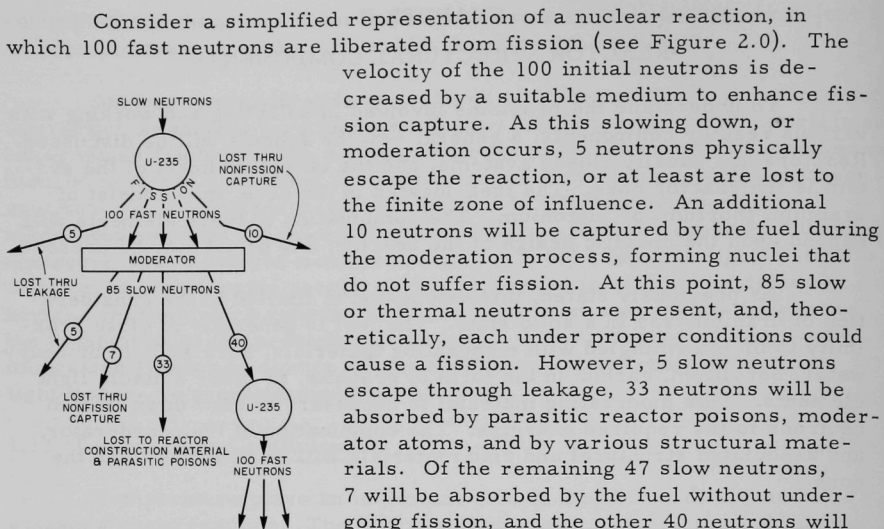 Consider a simplified representation of a nuclear reaction, in
which 100 fast neutrons are liberated from fission (see Figure 2.0). The
velocity of the 100 initial neutrons is de-
creased by a suitable medium to enhance fis-
sion capture. As this slowing down, or
moderation occurs, 5 neutrons physically
escape the reaction, or at least are lost to
the finite zone of influence. An additional
10 neutrons will be captured by the fuel during
the moderation process, forming nuclei that
do not suffer fission. At this point, 85 slow
or thermal neutrons are present, and, theo-
retically, each under proper conditions could
cause a fission. However, 5 slow neutrons
escape through leakage, 33 neutrons will be
absorbed by parasitic reactor poisons, moder-
ator atoms, and by various structural mate-
rials. Of the remaining 47 slow neutrons,
7 will be absorbed by the fuel without under-
going fission, and the other 40 neutrons will
SLOW NEUTRONS
U-235
FISSION
LOST THRU
NONFISSION
CAPTURE
100 FAST NEUTRONS
5
10
MODERATOR
LOST THRU
LEAKAGE
85 SLOW NEUTRONS
5
7
33
40
LOST THRU
NONFISSION
CAPTURE
U-235
LOST TO REACTOR
CONSTRUCTION MATERIAL
& PARASITIC POISONS
100 FAST
NEUTRONS